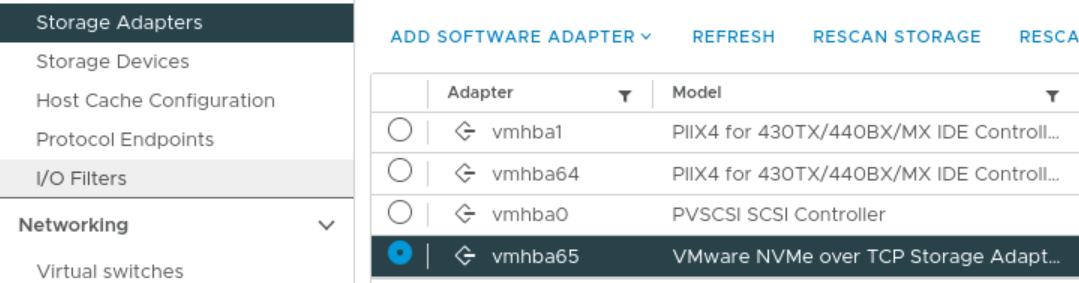 Storage Adapters
Storage Devices
Host Cache Configuration
Protocol Endpoints
I/O Filters
Networking
Virtual switches
ADD SOFTWARE ADAPTER REFRESH RESCAN STORAGE RESCA
Adapter Model
vmhba1 PIIX4 for 430TX/440BX/MX IDE Controll...
vmhba64 PIIX4 for 430TX/440BX/MX IDE Controll...
vmhba0 PVSCSI SCSI Controller
vmhba65 VMware NVMe over TCP Storage Adapt...